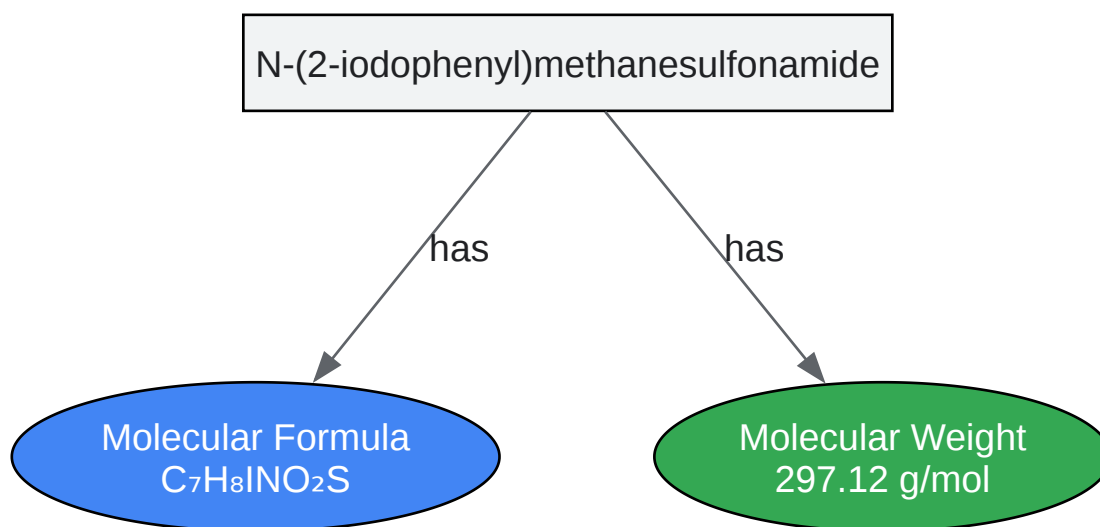 N-(2-iodophenyl)methanesulfonamide
has
has
Molecular Formula
C₇H₈INO₂S
Molecular Weight
297.12 g/mol